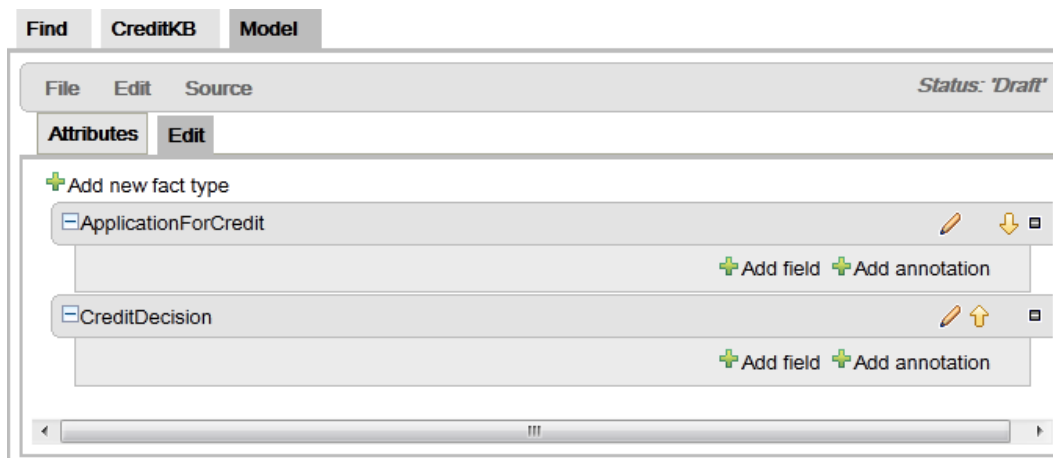 Find CreditKB Model
File Edit Source Status: 'Draft'
Attributes Edit
Add new fact type
ApplicationForCredit
Add field Add annotation
CreditDecision
Add field Add annotation